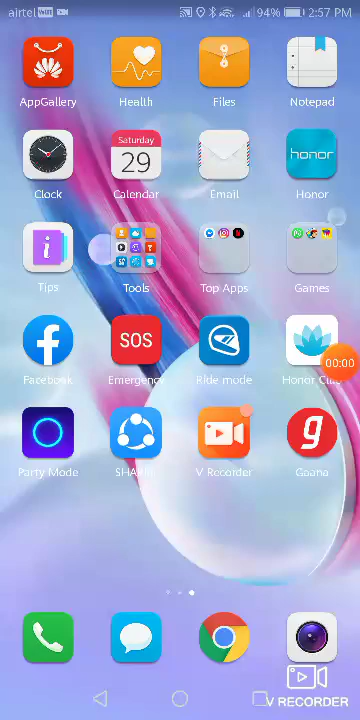 airtel WiFi 94% 2:57 PM
AppGallery Health Files Notepad
Saturday
29
Clock Calendar Email Honor
honor
Tips Tools Top Apps Games
SOS
Facebook Emergency Ride mode Honor Club
00:00
Party Mode SHAREit V Recorder Gaana
V RECORDER